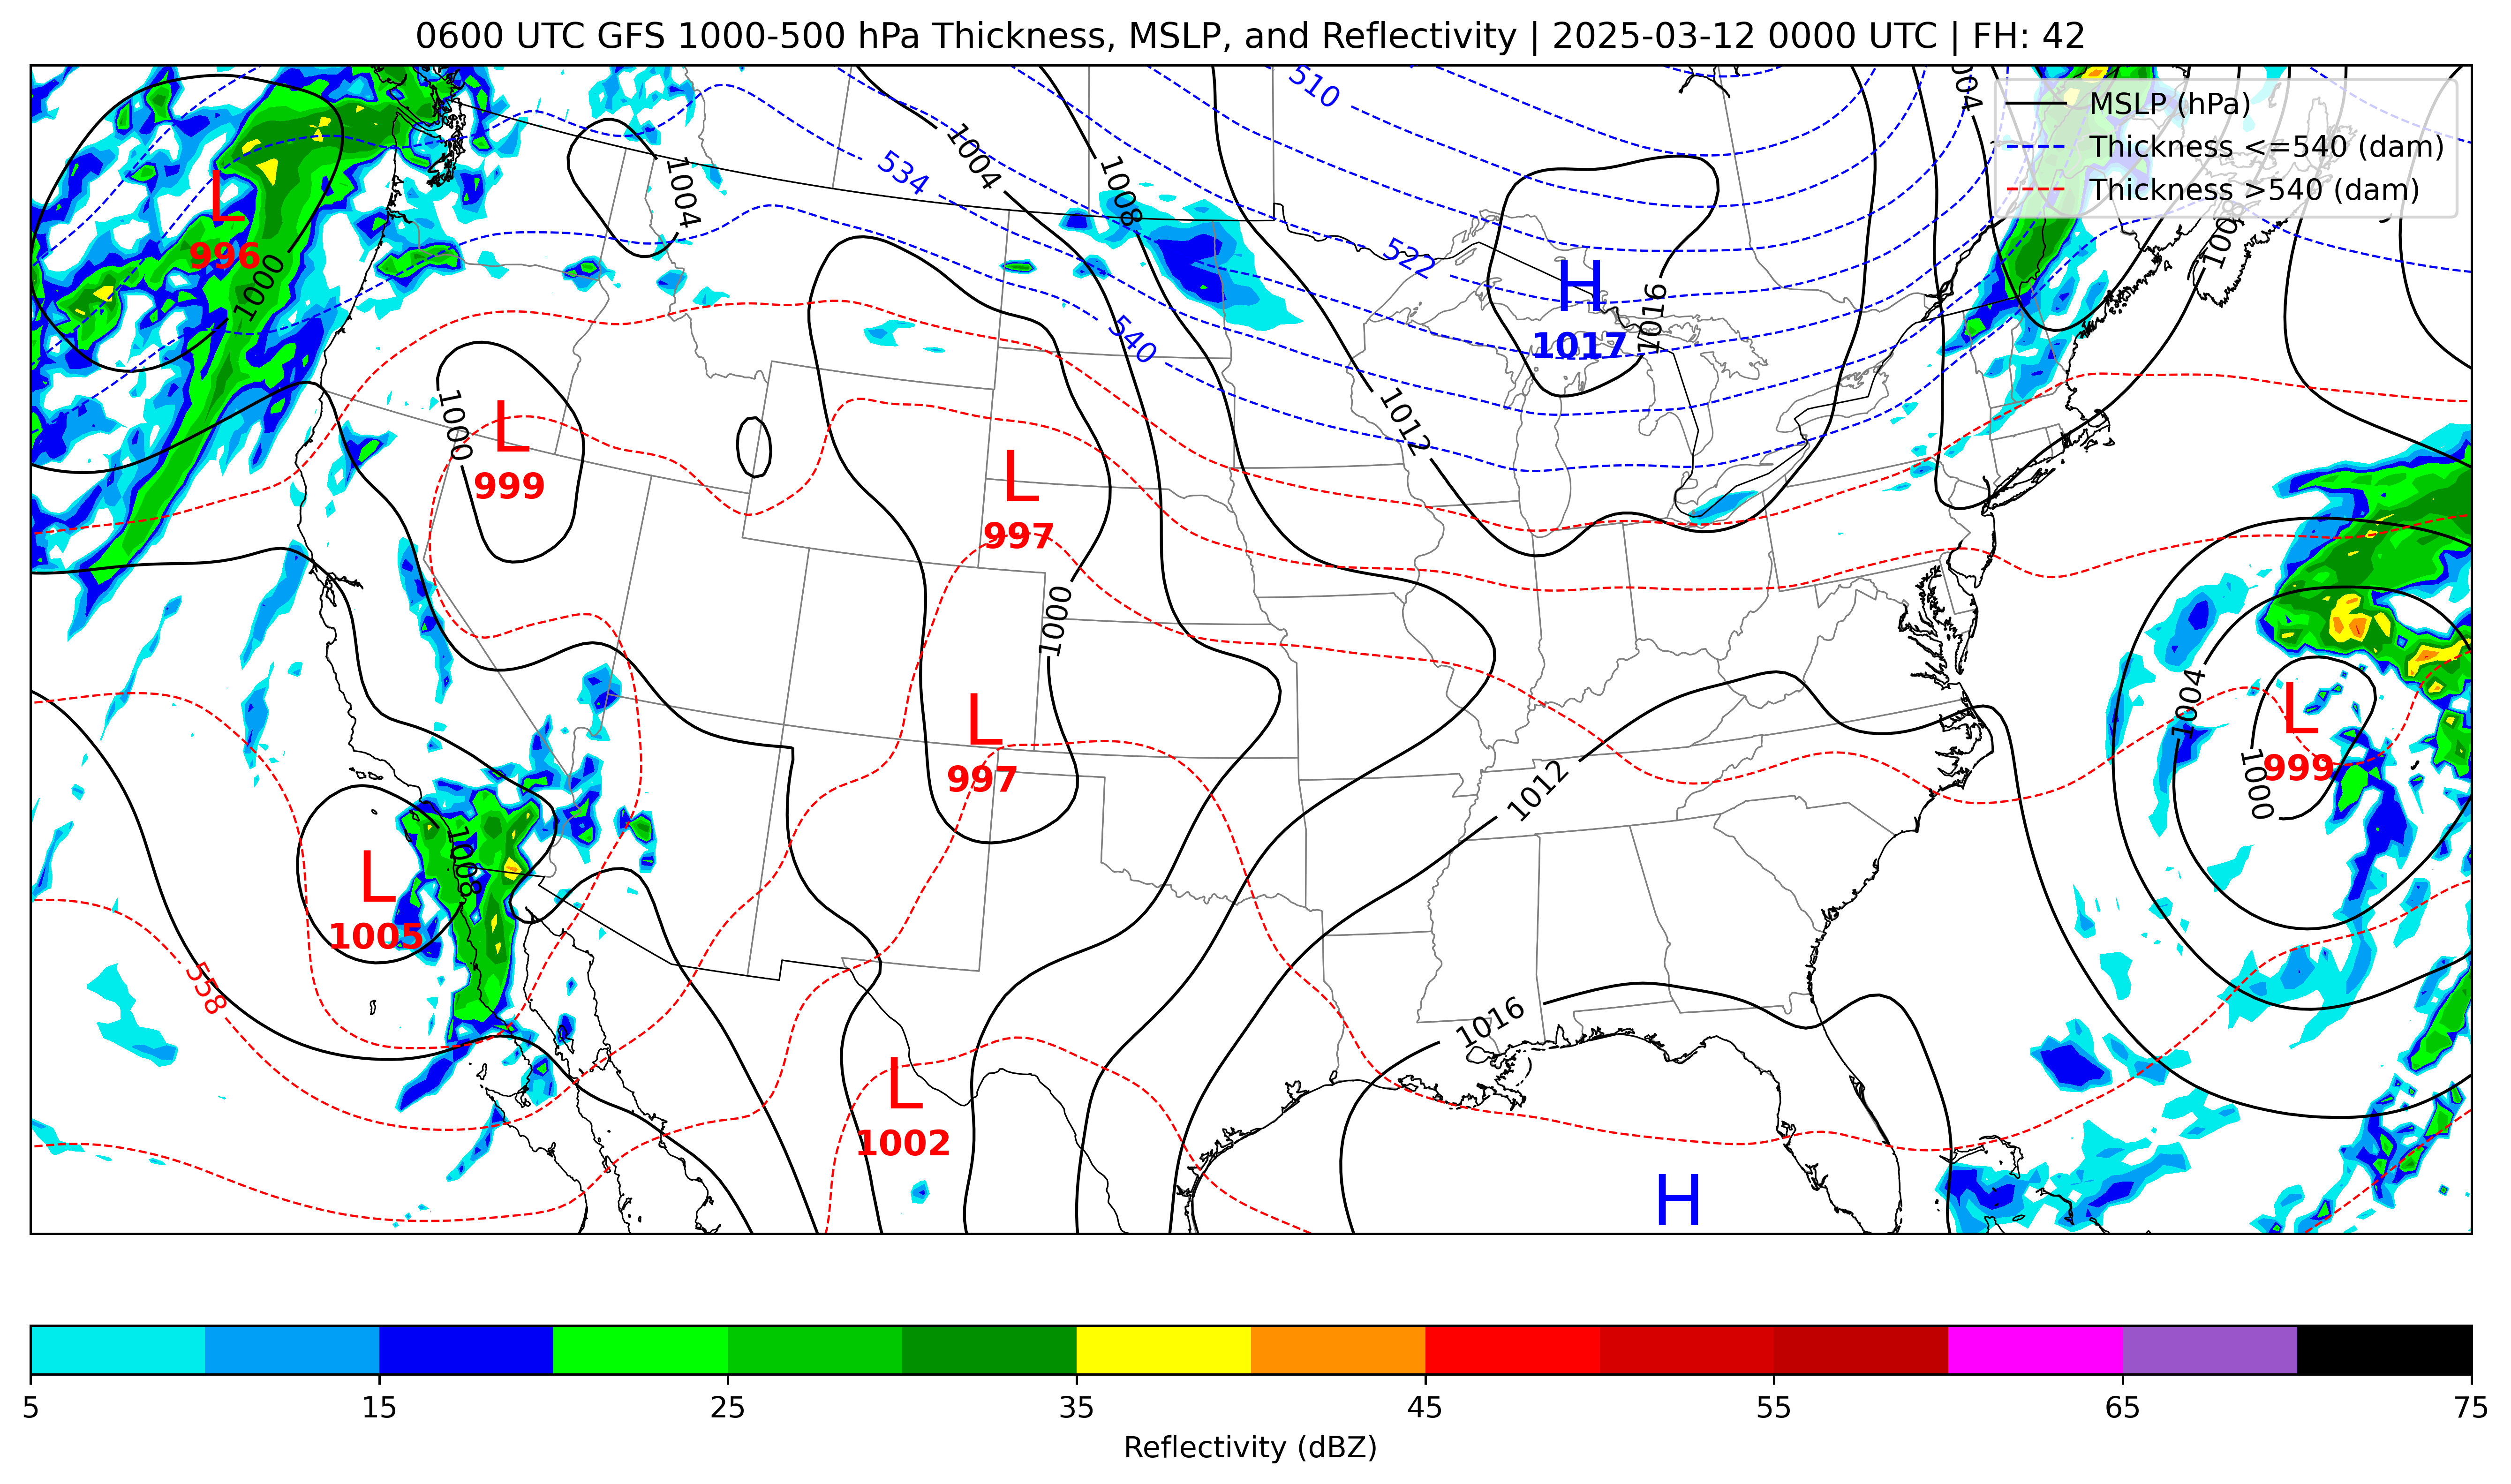 0600 UTC GFS 1000-500 hPa Thickness, MSLP, and Reflectivity | 2025-03-12 0000 UTC | FH: 42
MSLP (hPa)
Thickness <=540 (dam)
Thickness >540 (dam)
510
1004
1004
1008
534
1004
L
996
1000
522
H
1017
1016
540
1000
L
999
1012
L
997
1000
L
997
1004
L
999
1000
1012
1008
L
1005
558
1016
L
1002
H
5 15 25 35 45 55 65 75
Reflectivity (dBZ)